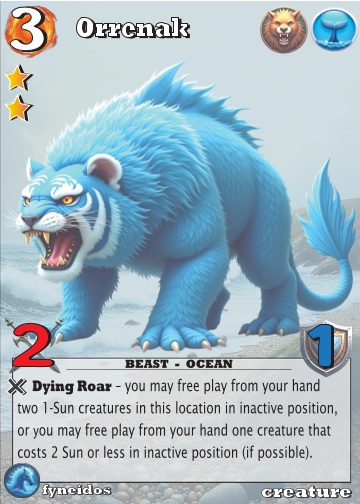 3 Orrenak
2
1
BEAST - OCEAN
Dying Roar - you may free play from your hand
two 1-Sun creatures in this location in inactive position,
or you may free play from your hand one creature that
costs 2 Sun or less in inactive position (if possible).
fyneidos creature